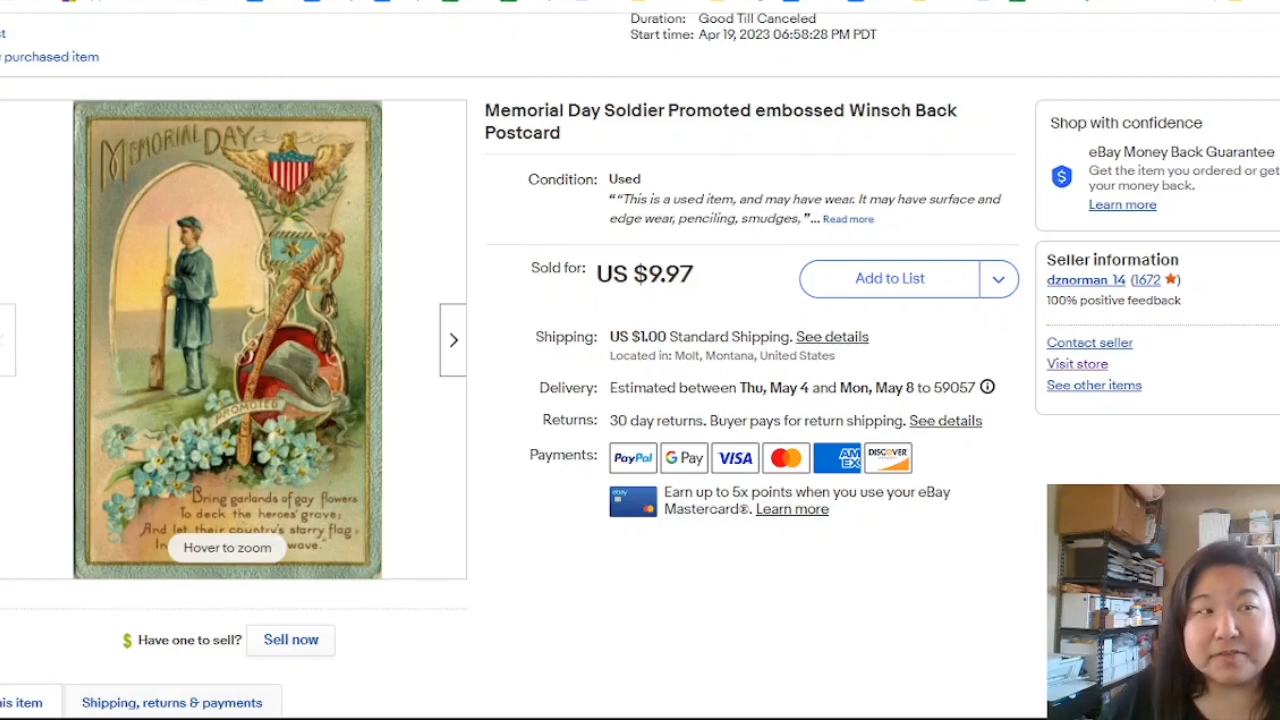 Duration: Good Till Canceled
Start time: Apr 19, 2023 06:58:28 PM PDT
purchased item
MEMORIAL DAY
PROMOTED
Bring garlands of gay flowers
To deck the heroes' grave;
And let their country's starry flag
In wave."
Hover to zoom
Have one to sell? Sell now
Shipping, returns & payments
Memorial Day Soldier Promoted embossed Winsch Back
Postcard
Condition: Used
““This is a used item, and may have wear. It may have surface and
edge wear, penciling, smudges, ”... Read more
Sold for: US $9.97
Add to List
Shipping: US $1.00 Standard Shipping. See details
Located in: Molt, Montana, United States
Delivery: Estimated between Thu, May 4 and Mon, May 8 to 59057
Returns: 30 day returns. Buyer pays for return shipping. See details
Payments: PayPal G Pay VISA AM EX DISCOVER
ebay
Earn up to 5x points when you use your eBay
Mastercard®. Learn more
Shop with confidence
eBay Money Back Guarantee
Get the item you ordered or get
your money back.
Learn more
Seller information
dznorman_14 (1672)
100% positive feedback
Contact seller
Visit store
See other items